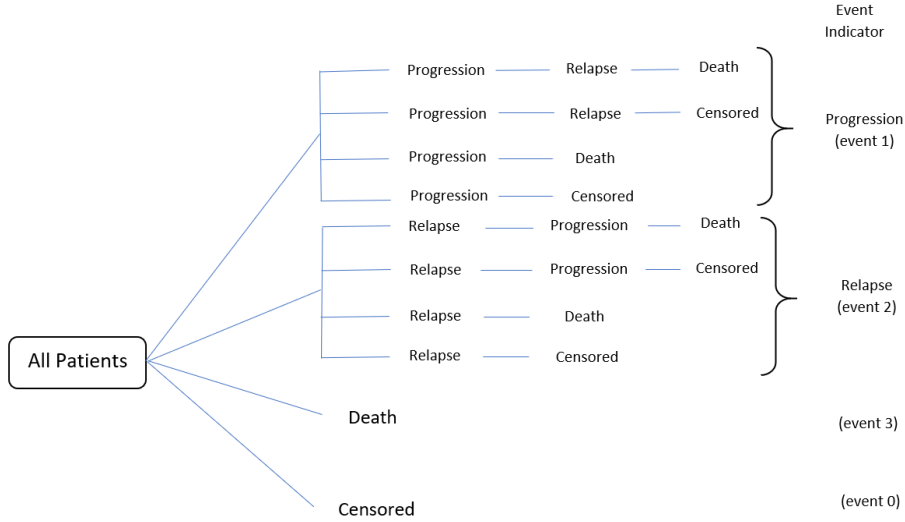 Event
Indicator
Progression Relapse Death
Progression Relapse Censored
Progression
(event 1)
Progression Death
Progression Censored
Relapse Progression Death
Relapse Progression Censored
Relapse
(event 2)
Relapse Death
Relapse Censored
All Patients
Death (event 3)
Censored (event 0)